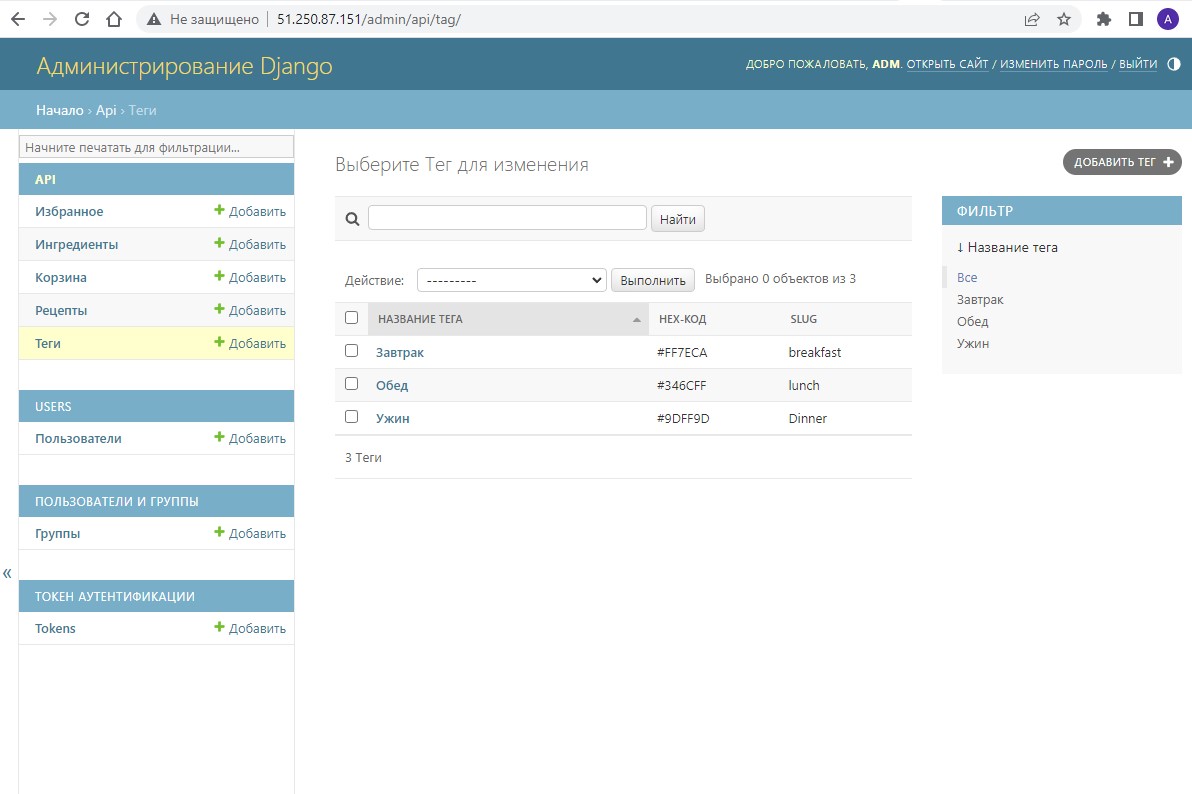 Не защищено 51.250.87.151/admin/api/tag/ A
Администрирование Django
ДОБРО ПОЖАЛОВАТЬ, ADM. ОТКРЫТЬ САЙТ / ИЗМЕНИТЬ ПАРОЛЬ / ВЫЙТИ
Начало › Api › Теги
Начните печатать для фильтрации...
API
Избранное Добавить
Ингредиенты Добавить
Корзина Добавить
Рецепты Добавить
Теги Добавить
USERS
Пользователи Добавить
ПОЛЬЗОВАТЕЛИ И ГРУППЫ
Группы Добавить
«
ТОКЕН АУТЕНТИФИКАЦИИ
Tokens Добавить
Выберите Тег для изменения
ДОБАВИТЬ ТЕГ
Найти
Действие: --------- Выполнить Выбрано 0 объектов из 3
НАЗВАНИЕ ТЕГА HEX-КОД SLUG
Завтрак #FF7ECA breakfast
Обед #346CFF lunch
Ужин #9DFF9D Dinner
3 Теги
ФИЛЬТР
↓ Название тега
Все
Завтрак
Обед
Ужин